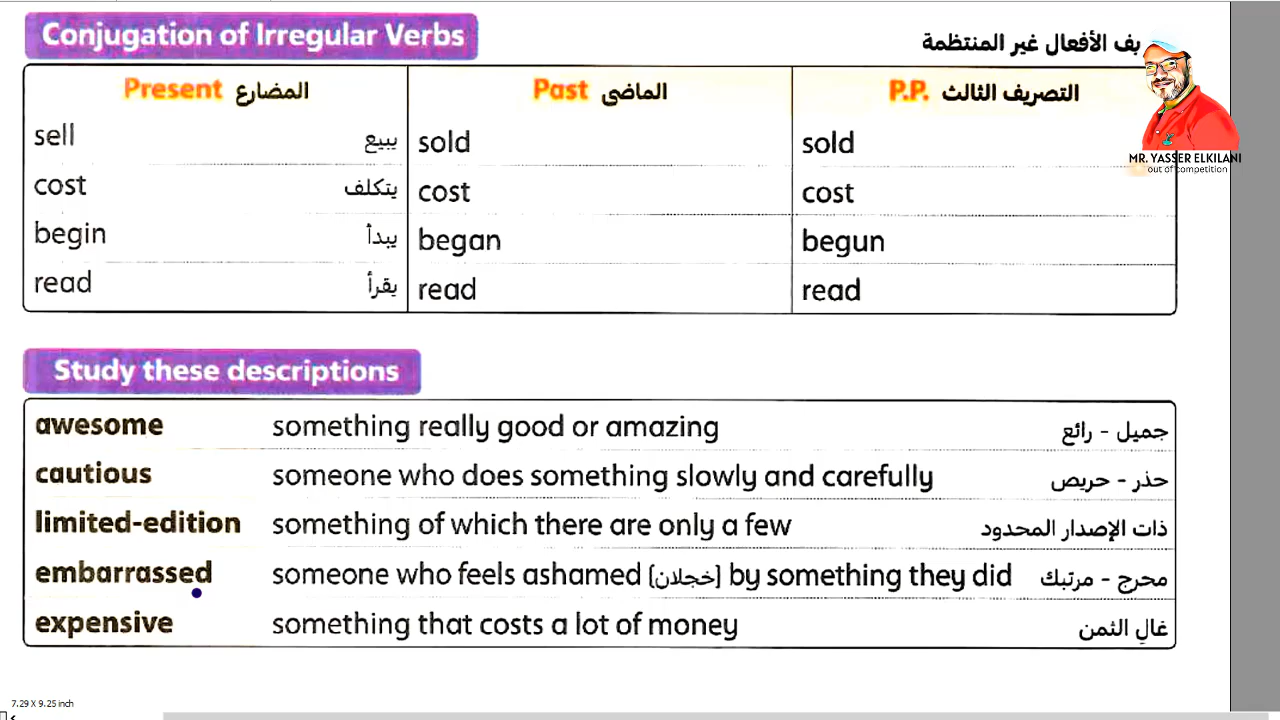 Conjugation of Irregular Verbs
يف الأفعال غير المنتظمة
Present المضارع Past الماضى P.P. التصريف الثالث
sell يبيع sold sold
cost يتكلف cost cost
begin يبدأ began begun
read يقرأ read read
MR. YASSER ELKILANI
out of competition
Study these descriptions
awesome something really good or amazing جميل - رائع
cautious someone who does something slowly and carefully حذر - حريص
limited-edition something of which there are only a few ذات الإصدار المحدود
embarrassed someone who feels ashamed (خجلان) by something they did محرج - مرتبك
expensive something that costs a lot of money غالِ الثمن
7.29 X 9.25 inch